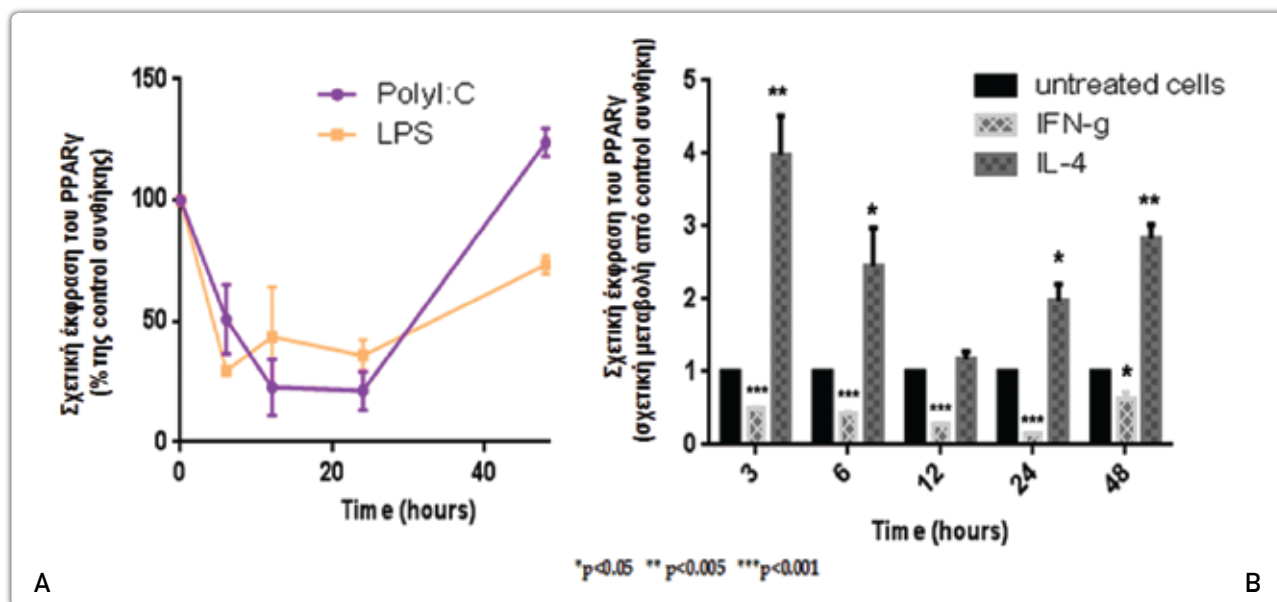 Σχετική έκφραση του PPARγ
(% της control συνθήκης)
150
100
50
0
PolyI:C
LPS
0
20
40
Time (hours)
A
Σχετική έκφραση του PPARγ
(σχετική μεταβολή από control συνθήκη)
5
4
3
2
1
0
untreated cells
IFN-g
IL-4
***
**
***
*
***
***
*
*
**
3
6
12
24
48
Time (hours)
*p<0.05 ** p<0.005 ***p<0.001
B